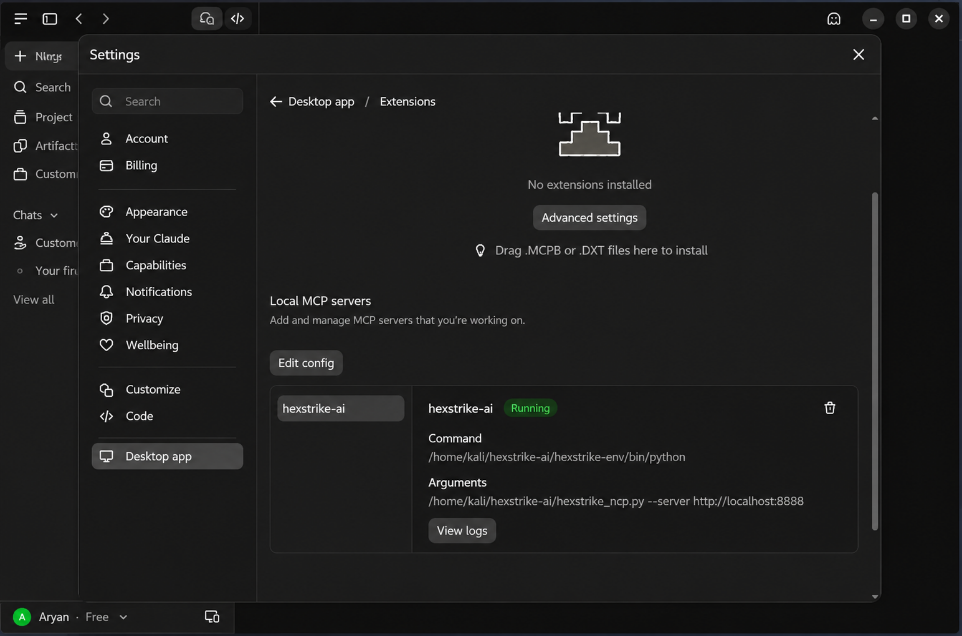 Settings
Search
Project
Artifact
Custom
Chats
Custom
Your fir
View all
Aryan · Free
Search
Account
Billing
Appearance
Your Claude
Capabilities
Notifications
Privacy
Wellbeing
Customize
Code
Desktop app
Desktop app / Extensions
No extensions installed
Advanced settings
Drag .MCPB or .DXT files here to install
Local MCP servers
Add and manage MCP servers that you're working on.
Edit config
hexstrike-ai
hexstrike-ai Running
Command
/home/kali/hexstrike-ai/hexstrike-env/bin/python
Arguments
/home/kali/hexstrike-ai/hexstrike_ncp.py --server http://localhost:8888
View logs
A